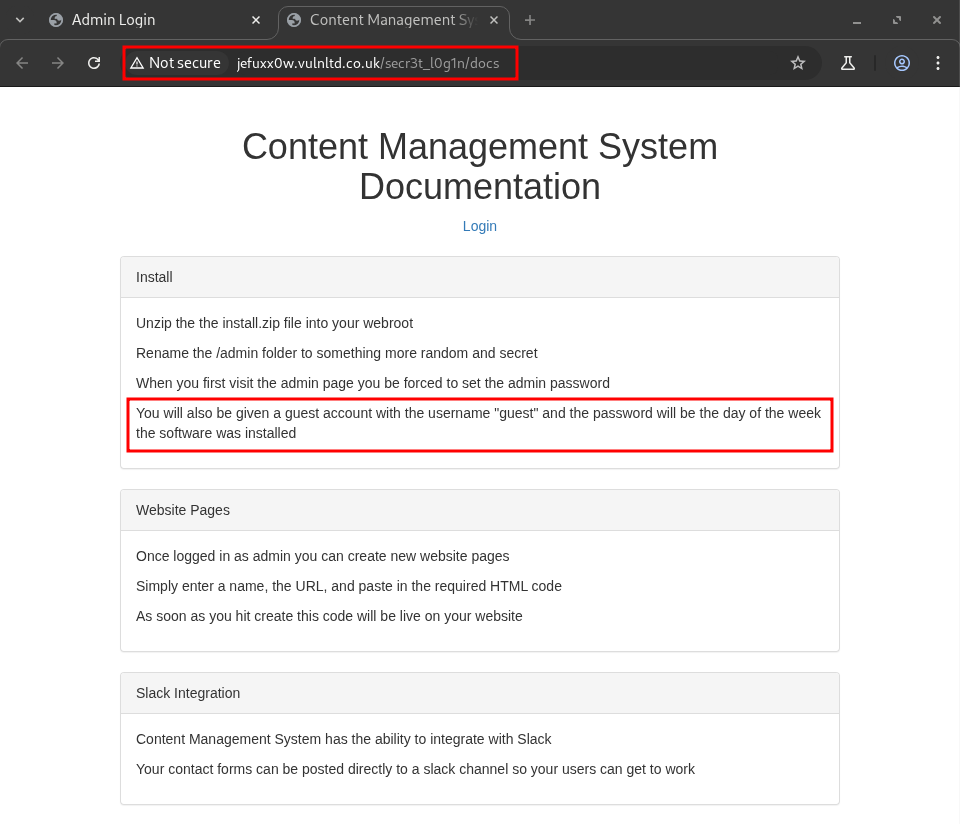 Admin Login
Content Management Sy
Not secure
jefuxx0w.vulnltd.co.uk/secr3t_l0g1n/docs
Content Management System
Documentation
Login
Install
Unzip the the install.zip file into your webroot
Rename the /admin folder to something more random and secret
When you first visit the admin page you be forced to set the admin password
You will also be given a guest account with the username "guest" and the password will be the day of the week
the software was installed
Website Pages
Once logged in as admin you can create new website pages
Simply enter a name, the URL, and paste in the required HTML code
As soon as you hit create this code will be live on your website
Slack Integration
Content Management System has the ability to integrate with Slack
Your contact forms can be posted directly to a slack channel so your users can get to work